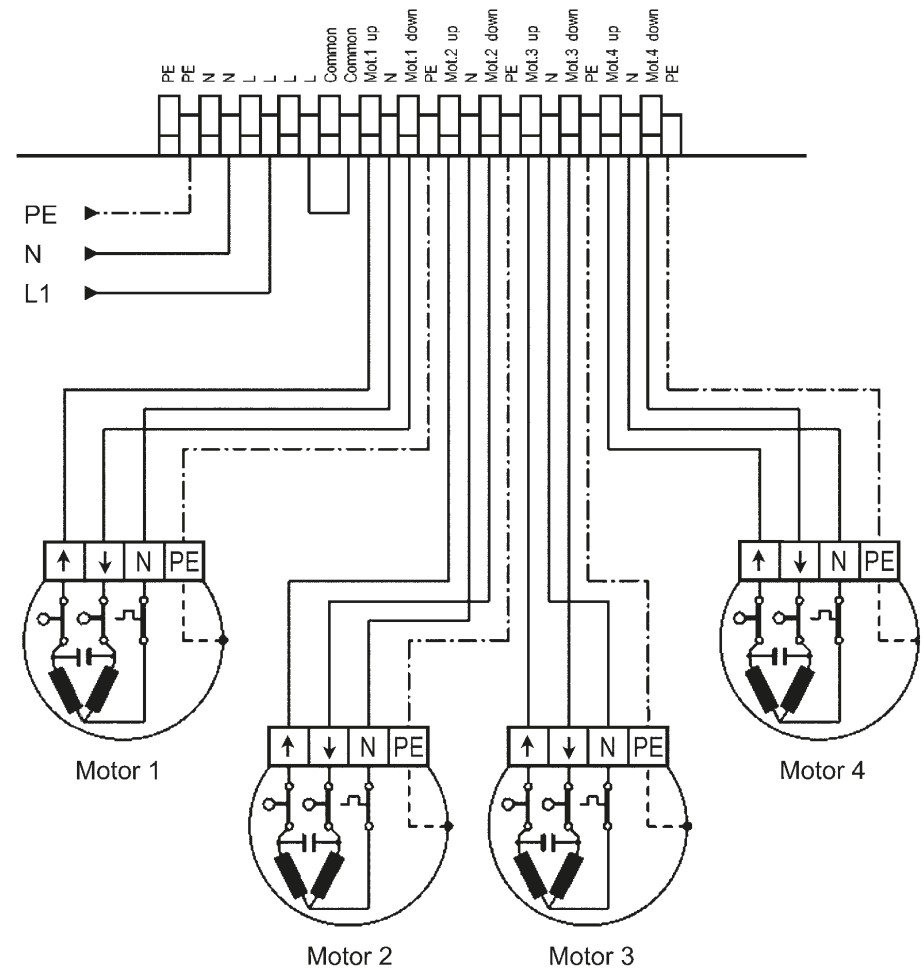 PE
PE
N
N
L
L
L
L
Common
Common
Mot.1 up
N
Mot.1 down
PE
Mot.2 up
N
Mot.2 down
PE
Mot.3 up
N
Mot.3 down
PE
Mot.4 up
N
Mot.4 down
PE
PE
N
L1
↑ ↓ N PE
↑ ↓ N PE
Motor 1
Motor 4
↑ ↓ N PE
↑ ↓ N PE
Motor 2
Motor 3